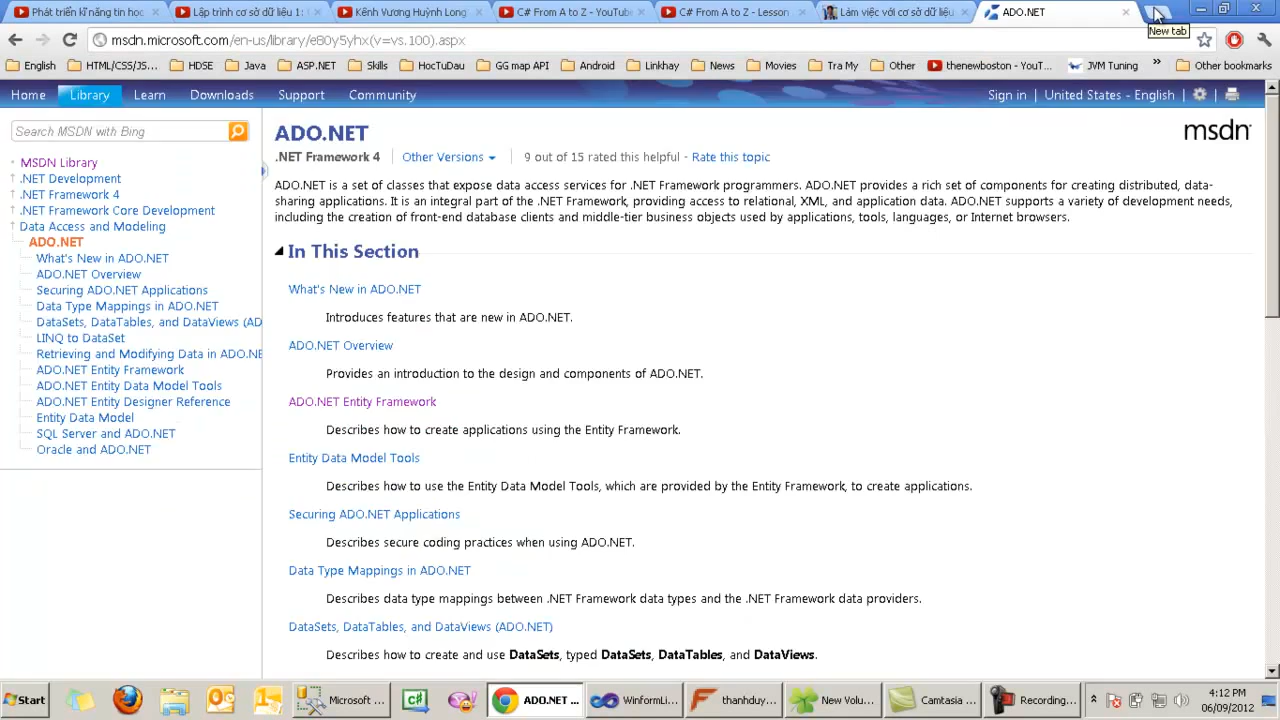 Phát triển kĩ năng tin học
Lập trình cơ sở dữ liệu 1:
Kênh Vương Huỳnh Long
C# From A to Z - YouTube
C# From A to Z - Lesson
Làm việc với cơ sở dữ liệu
ADO.NET
New tab
msdn.microsoft.com/en-us/library/e80y5yhx(v=vs.100).aspx
English
HTML/CSS/JS...
HDSE
Java
ASP.NET
Skills
HocTuDau
GG map API
Android
Linkhay
News
Movies
Tra My
Other
thenewboston - YouT...
JVM Tuning
Other bookmarks
Home
Library
Learn
Downloads
Support
Community
Sign in
United States - English
Search MSDN with Bing
MSDN Library
.NET Development
.NET Framework 4
.NET Framework Core Development
Data Access and Modeling
ADO.NET
What's New in ADO.NET
ADO.NET Overview
Securing ADO.NET Applications
Data Type Mappings in ADO.NET
DataSets, DataTables, and DataViews (AD
LINQ to DataSet
Retrieving and Modifying Data in ADO.NE
ADO.NET Entity Framework
ADO.NET Entity Data Model Tools
ADO.NET Entity Designer Reference
Entity Data Model
SQL Server and ADO.NET
Oracle and ADO.NET
ADO.NET
msdn
.NET Framework 4
Other Versions
9 out of 15 rated this helpful - Rate this topic
ADO.NET is a set of classes that expose data access services for .NET Framework programmers. ADO.NET provides a rich set of components for creating distributed, data-
sharing applications. It is an integral part of the .NET Framework, providing access to relational, XML, and application data. ADO.NET supports a variety of development needs,
including the creation of front-end database clients and middle-tier business objects used by applications, tools, languages, or Internet browsers.
In This Section
What's New in ADO.NET
Introduces features that are new in ADO.NET.
ADO.NET Overview
Provides an introduction to the design and components of ADO.NET.
ADO.NET Entity Framework
Describes how to create applications using the Entity Framework.
Entity Data Model Tools
Describes how to use the Entity Data Model Tools, which are provided by the Entity Framework, to create applications.
Securing ADO.NET Applications
Describes secure coding practices when using ADO.NET.
Data Type Mappings in ADO.NET
Describes data type mappings between .NET Framework data types and the .NET Framework data providers.
DataSets, DataTables, and DataViews (ADO.NET)
Describes how to create and use DataSets, typed DataSets, DataTables, and DataViews.
Start
Microsoft ...
ADO.NET ...
WinformLi...
thanhduy...
New Volu...
Camtasia ...
Recording...
4:12 PM
06/09/2012